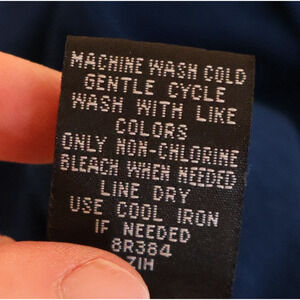 MACHINE WASH COLD
GENTLE CYCLE
WASH WITH LIKE
COLORS
ONLY NON-CHLORINE
BLEACH WHEN NEEDED
LINE DRY
USE COOL IRON
IF NEEDED
8R384
ZIH